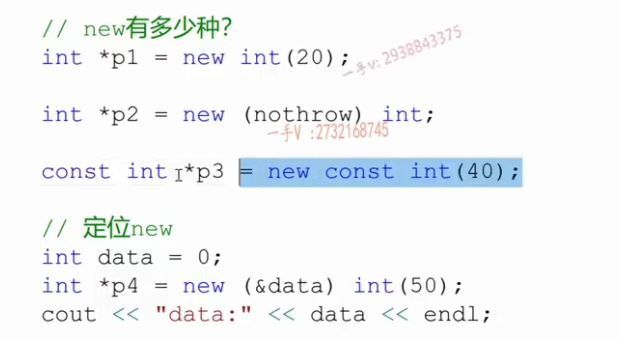 // new有多少种？
int *p1 = new int(20);
一手v: 2938843375
int *p2 = new (nothrow) int;
一手V :2732168745
const int *p3 = new const int(40);
// 定位new
int data = 0;
int *p4 = new (&data) int(50);
cout << "data:" << data << endl;